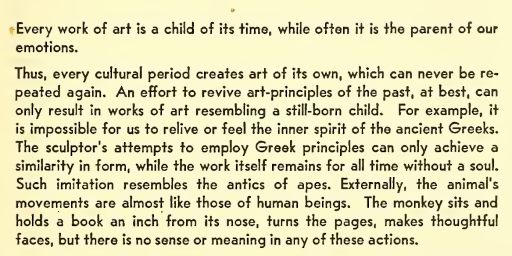 Every work of art is a child of its time, while often it is the parent of our
emotions.
Thus, every cultural period creates art of its own, which can never be re-
peated again. An effort to revive art-principles of the past, at best, can
only result in works of art resembling a still-born child. For example, it
is impossible for us to relive or feel the inner spirit of the ancient Greeks.
The sculptor's attempts to employ Greek principles can only achieve a
similarity in form, while the work itself remains for all time without a soul.
Such imitation resembles the antics of apes. Externally, the animal's
movements are almost like those of human beings. The monkey sits and
holds a book an inch from its nose, turns the pages, makes thoughtful
faces, but there is no sense or meaning in any of these actions.